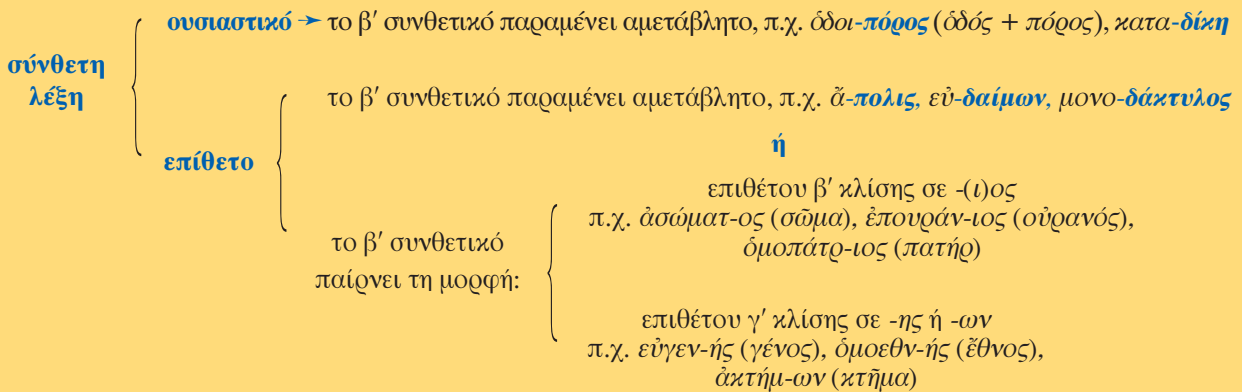 ουσιαστικό → το β′ συνθετικό παραμένει αμετάβλητο, π.χ. ὁδοι-πόρος (ὁδός + πόρος), κατα-δίκη
σύνθετη
λέξη
το β′ συνθετικό παραμένει αμετάβλητο, π.χ. ἄ-πολις, εὐ-δαίμων, μονο-δάκτυλος
ή
επίθετο
επιθέτου β′ κλίσης σε -(ι)ος
π.χ. ἀσώματ-ος (σῶμα), ἐπουράν-ιος (οὐρανός),
ὁμοπάτρ-ιος (πατήρ)
το β′ συνθετικό
παίρνει τη μορφή:
επιθέτου γ′ κλίσης σε -ης ή -ων
π.χ. εὐγεν-ής (γένος), ὁμοεθν-ής (ἔθνος),
ἀκτήμ-ων (κτῆμα)